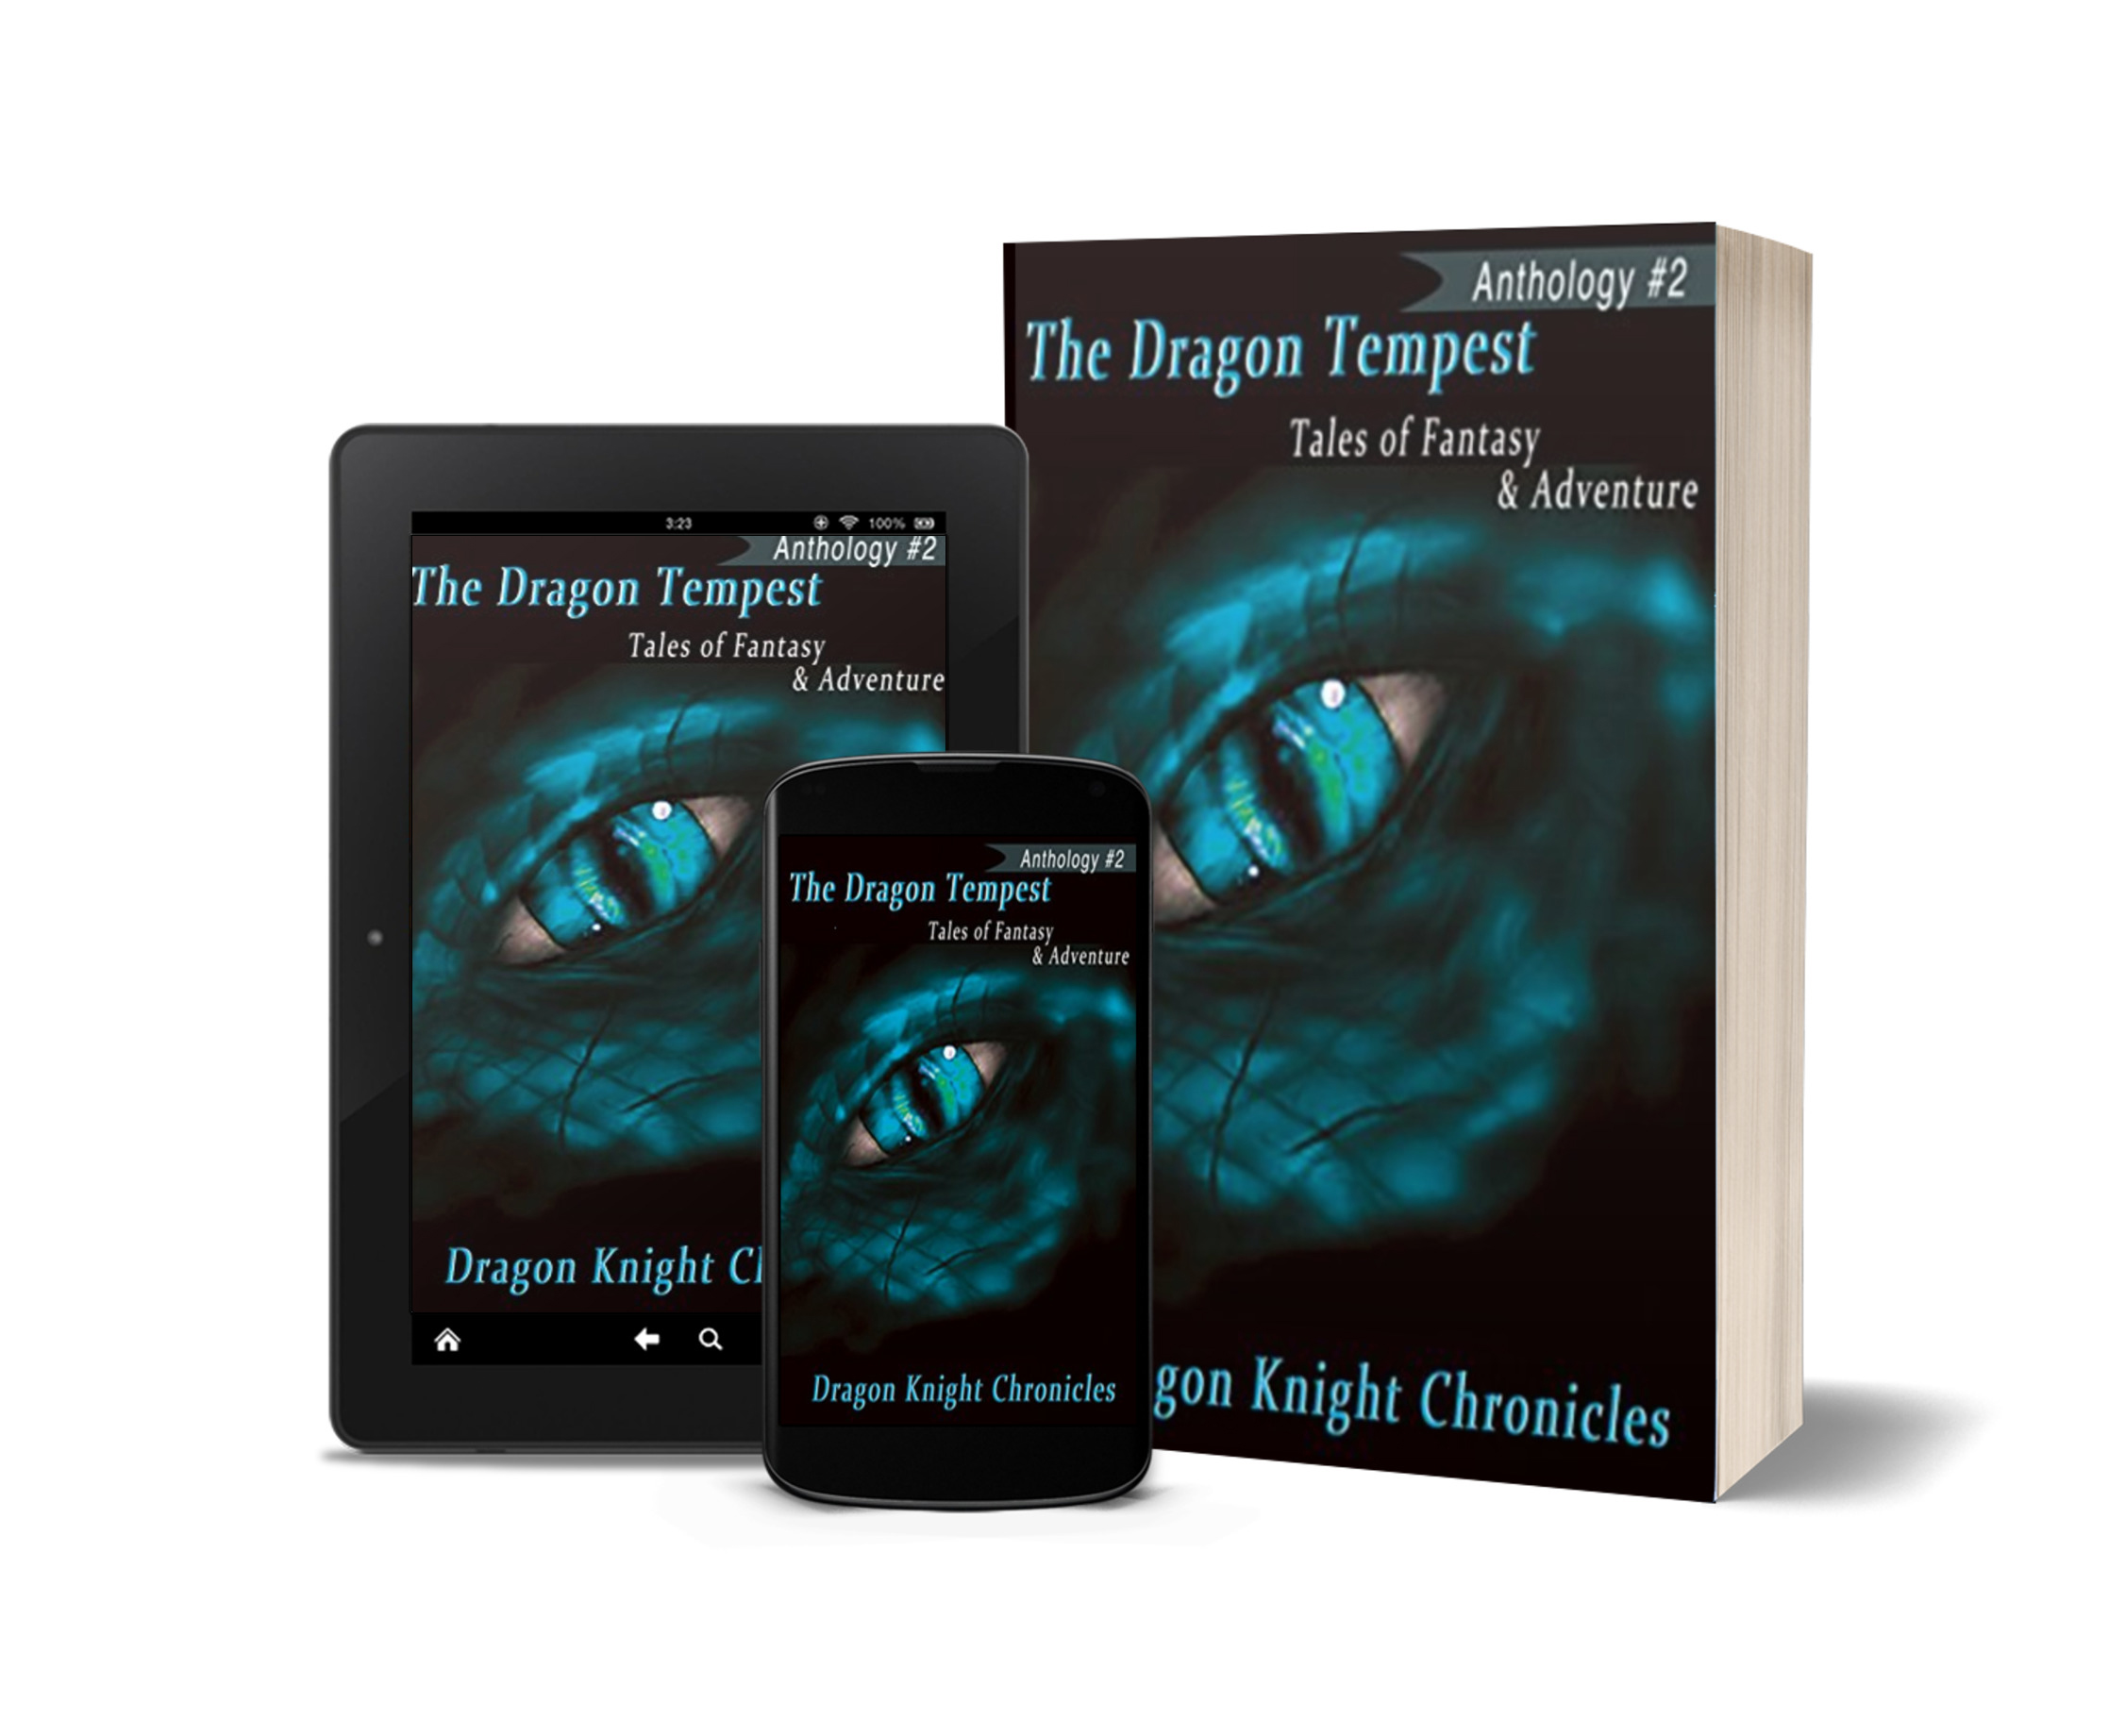 Anthology #2
The Dragon Tempest
Tales of Fantasy
& Adventure
gon Knight Chronicles
3:23 100%
Anthology #2
The Dragon Tempest
Tales of Fantasy
& Adventure
Dragon Knight Cl
Anthology #2
The Dragon Tempest
Tales of Fantasy
& Adventure
Dragon Knight Chronicles